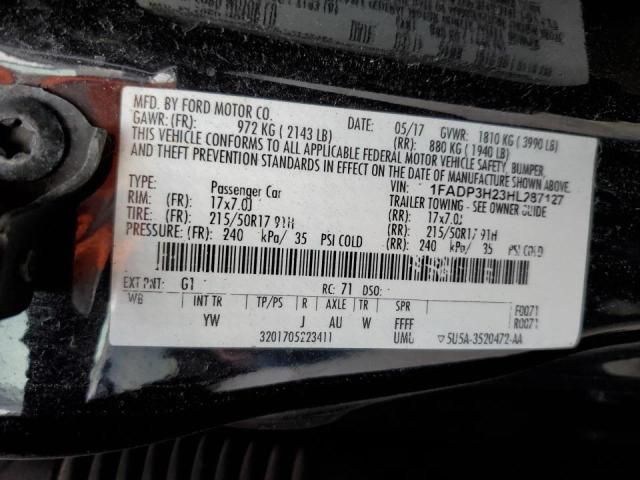 MFD. BY FORD MOTOR CO.
DATE: 05/17 GVWR: 1810 KG ( 3990 LB)
GAWR: (FR): 972 KG ( 2143 LB) (RR): 880 KG ( 1940 LB)
THIS VEHICLE CONFORMS TO ALL APPLICABLE FEDERAL MOTOR VEHICLE SAFETY, BUMPER,
AND THEFT PREVENTION STANDARDS IN EFFECT ON THE DATE OF MANUFACTURE SHOWN ABOVE.
VIN: 1FADP3H23HL287127
TYPE: Passenger Car TRAILER TOWING - SEE OWNER GUIDE
RIM: (FR): 17x7.0J (RR): 17x7.0J
TIRE: (FR): 215/50R17 91H (RR): 215/50R17 91H
PRESSURE: (FR): 240 kPa/ 35 PSI COLD (RR): 240 kPa/ 35 PSI COLD
EXT PNT: G1 RC: 71 DSO:
WB INT TR TP/PS R AXLE TR SPR F0071
YW J AU W FFFF R0071
3201705223411 UMU ▽5U5A-3520472-AA